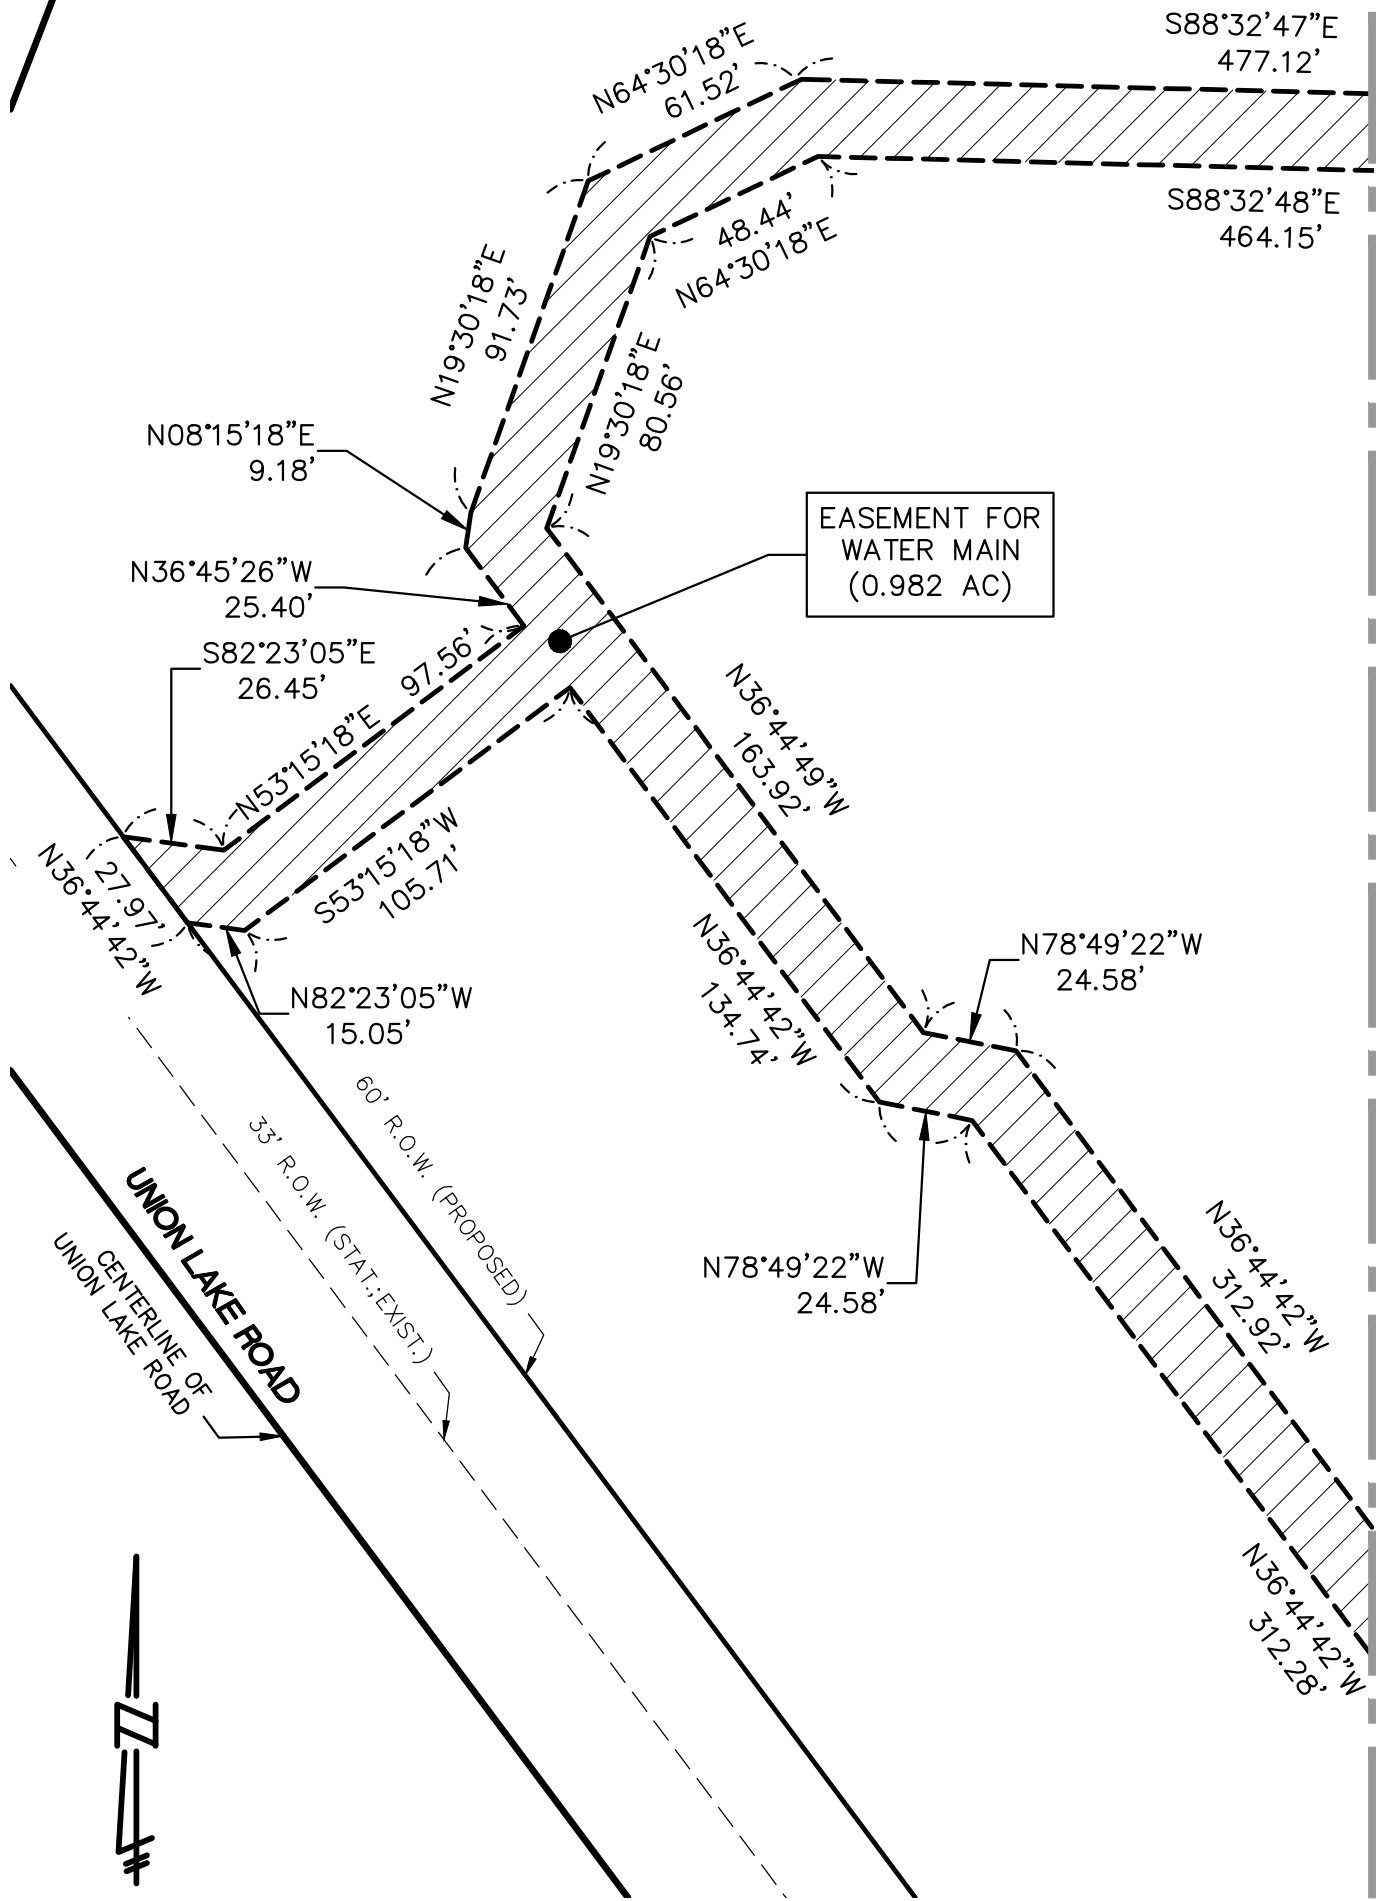 S88°32'47"E
477.12'
N64°30'18"E
61.52'
S88°32'48"E
464.15'
48.44'
N64°30'18"E
N19°30'18"E
91.73'
N19°30'18"E
80.56'
N08°15'18"E
9.18'
EASEMENT FOR
WATER MAIN
(0.982 AC)
N36°45'26"W
25.40'
S82°23'05"E
26.45'
N53°15'18"E 97.56'
N36°44'49"W
163.92'
S53°15'18"W
105.71'
27.97'
N36°44'42"W
N36°44'42"W
134.74'
N78°49'22"W
24.58'
N82°23'05"W
15.05'
60' R.O.W. (PROPOSED)
33' R.O.W. (STAT.;EXIST.)
UNION LAKE ROAD
CENTERLINE OF
UNION LAKE ROAD
N78°49'22"W
24.58'
N36°44'42"W
312.92'
N36°44'42"W
312.28'
Z